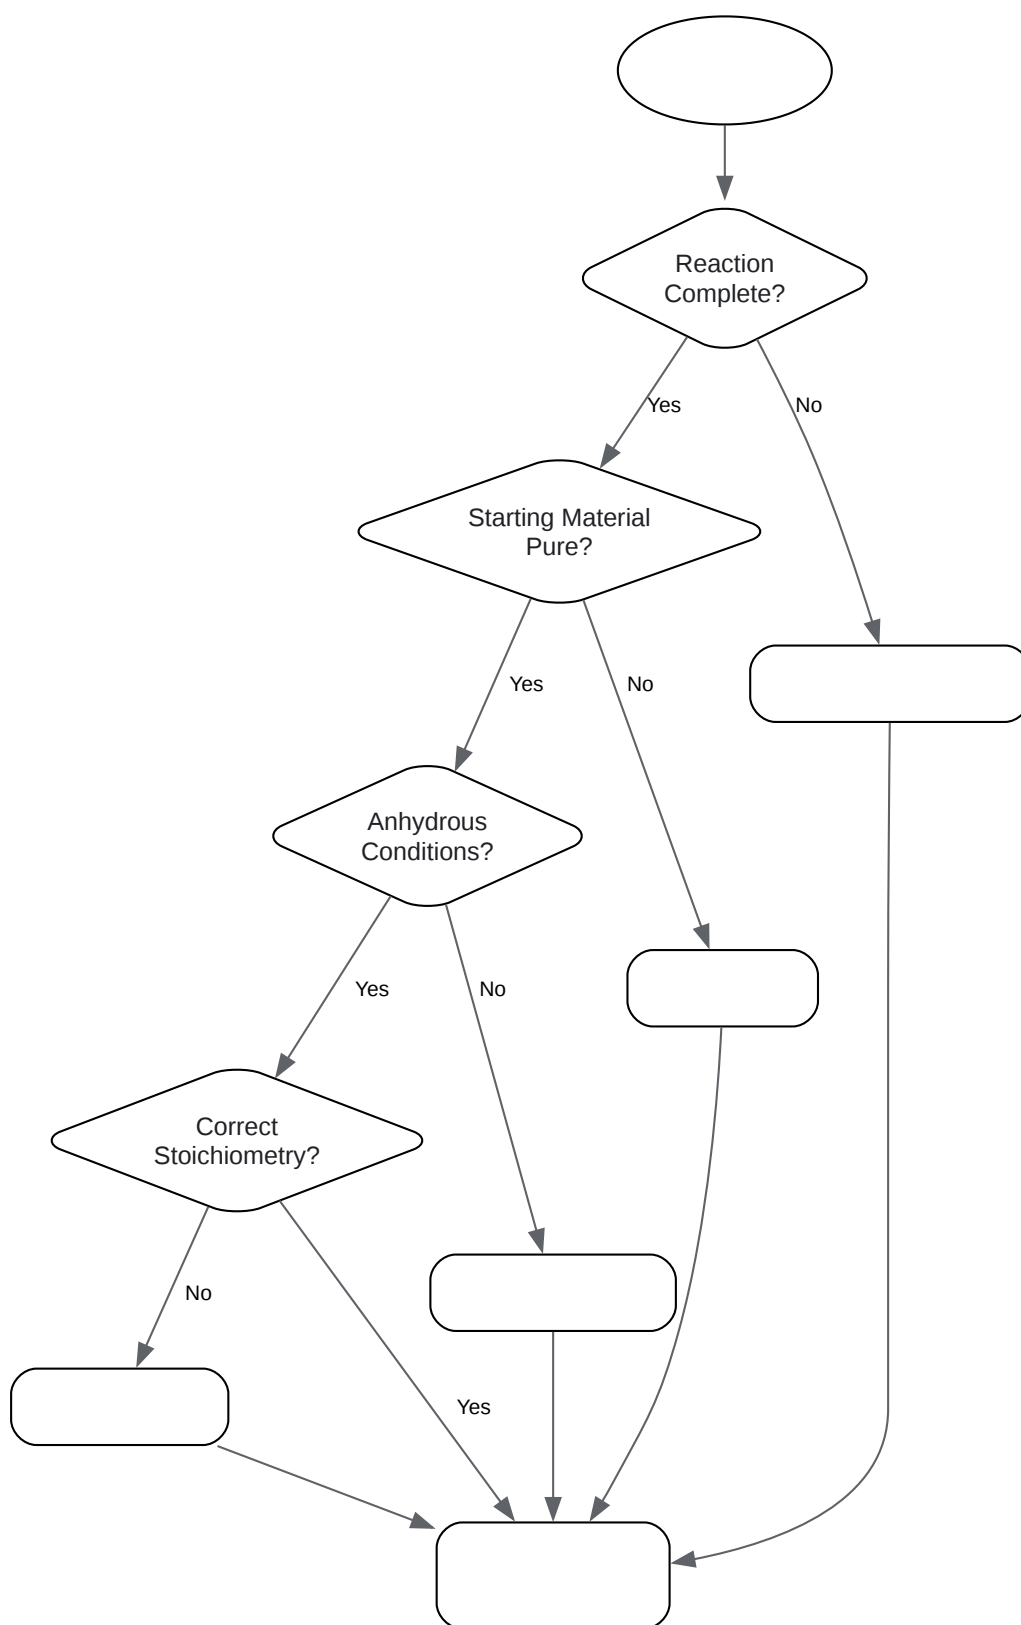 Reaction
Complete?
Yes
No
Starting Material
Pure?
Yes
No
Anhydrous
Conditions?
Yes
No
Correct
Stoichiometry?
No
Yes